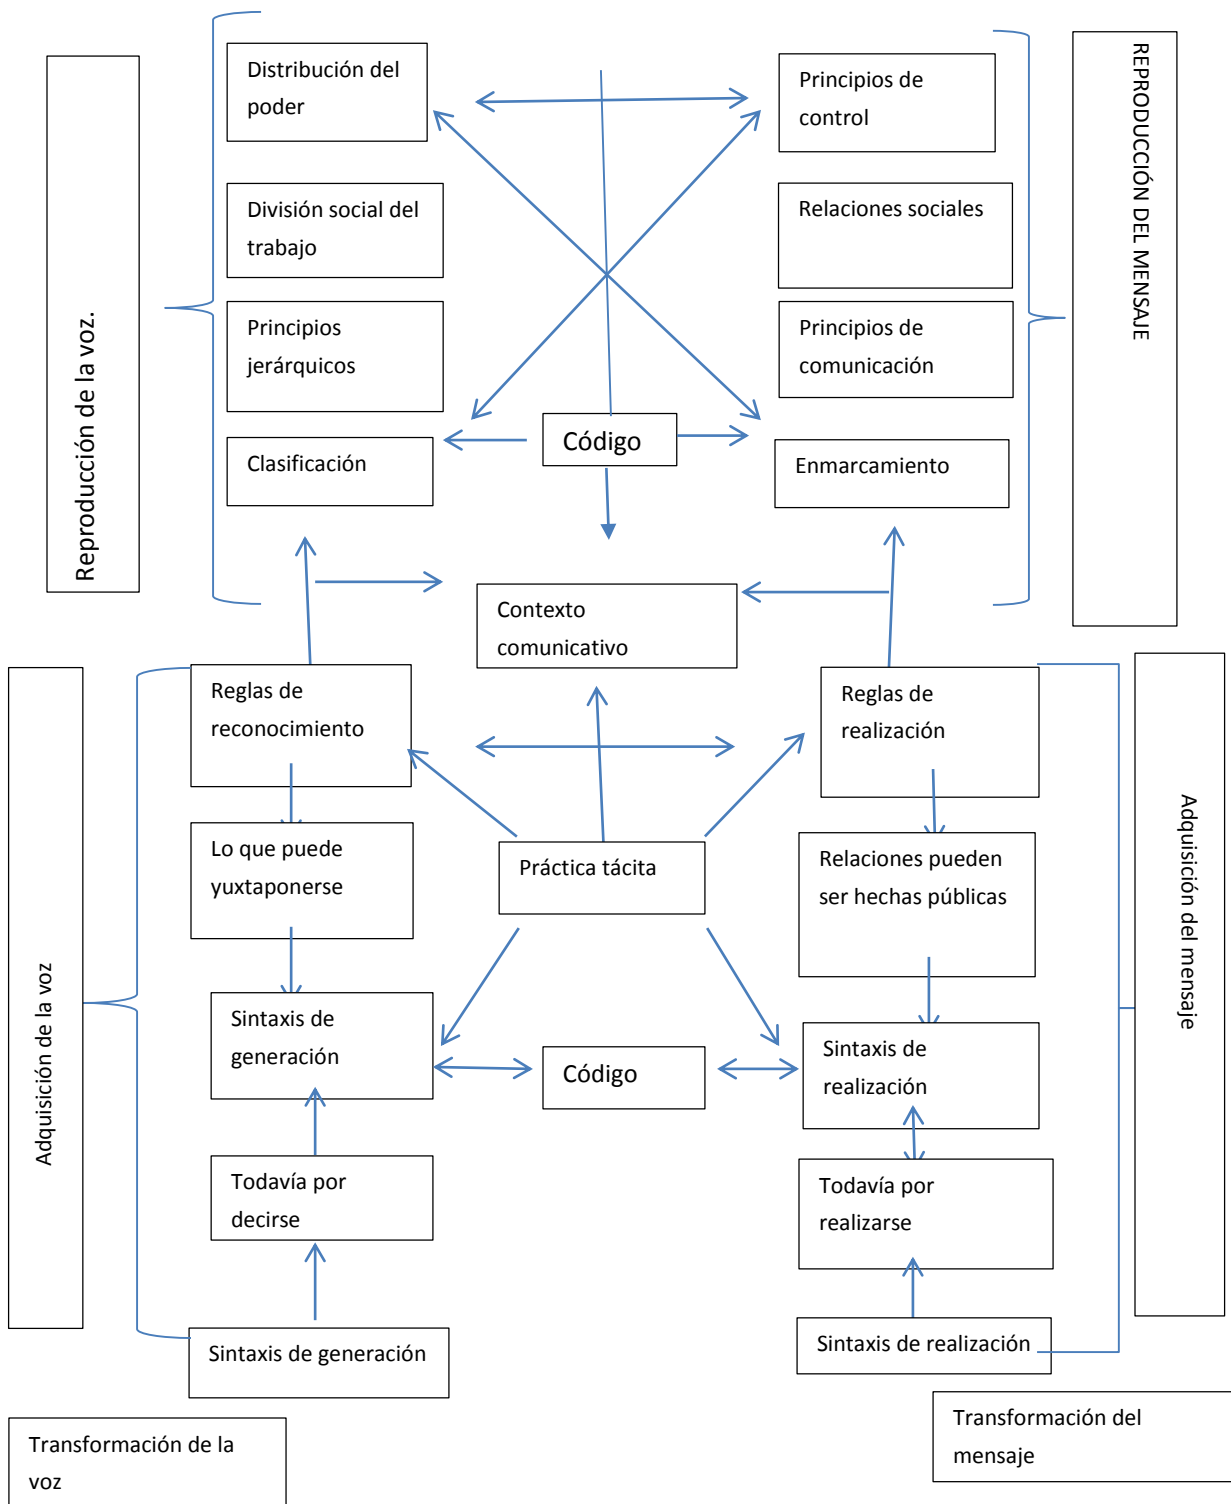 Reproducción de la voz.
Distribución del
poder
División social del
trabajo
Principios
jerárquicos
Clasificación
Código
Principios de
control
Relaciones sociales
Principios de
comunicación
Enmarcamiento
REPRODUCCIÓN DEL MENSAJE
Contexto
comunicativo
Adquisición de la voz
Reglas de
reconocimiento
Lo que puede
yuxtaponerse
Sintaxis de
generación
Todavía por
decirse
Sintaxis de generación
Práctica tácita
Código
Reglas de
realización
Relaciones pueden
ser hechas públicas
Sintaxis de
realización
Todavía por
realizarse
Sintaxis de realización
Adquisición del mensaje
Transformación de la
voz
Transformación del
mensaje